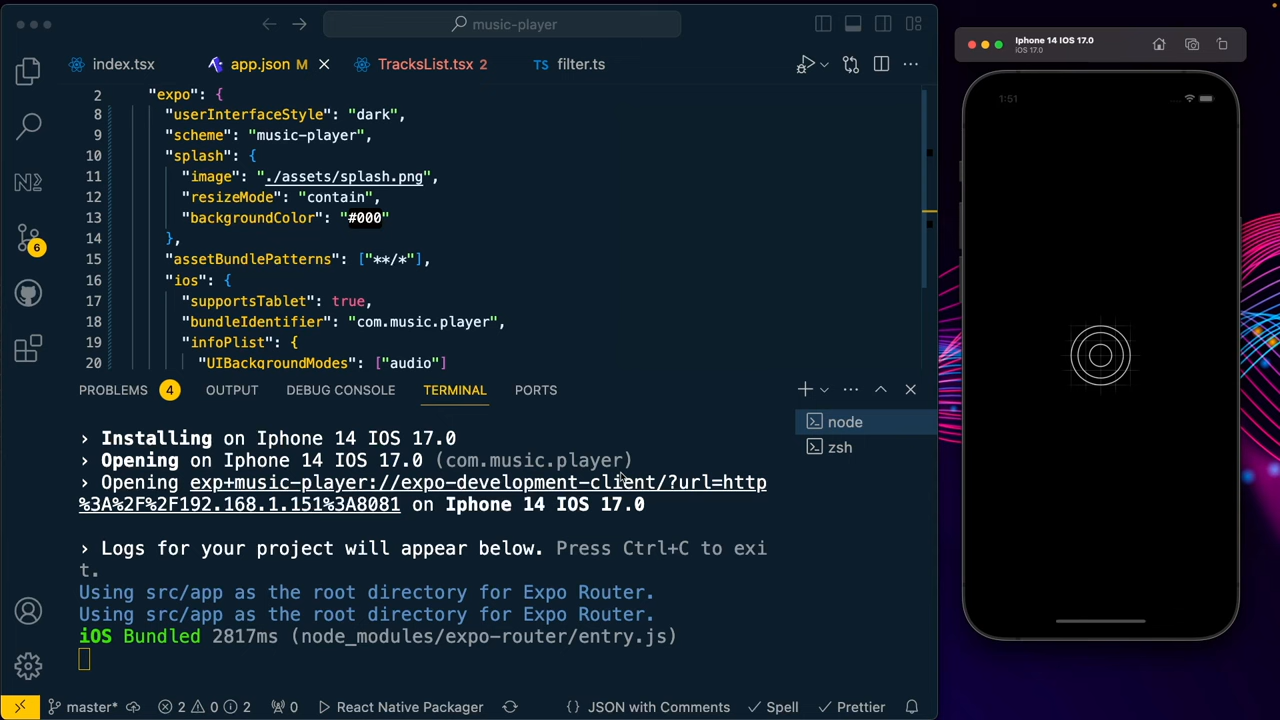 music-player
index.tsx
app.json M
TracksList.tsx 2
filter.ts
2 "expo": {
8 "userInterfaceStyle": "dark",
9 "scheme": "music-player",
10 "splash": {
11 "image": "./assets/splash.png",
12 "resizeMode": "contain",
13 "backgroundColor": "#000"
14 },
15 "assetBundlePatterns": ["**/*"],
16 "ios": {
17 "supportsTablet": true,
18 "bundleIdentifier": "com.music.player",
19 "infoPlist": {
20 "UIBackgroundModes": ["audio"]
6
PROBLEMS 4
OUTPUT
DEBUG CONSOLE
TERMINAL
PORTS
node
zsh
› Installing on Iphone 14 IOS 17.0
› Opening on Iphone 14 IOS 17.0 (com.music.player)
› Opening exp+music-player://expo-development-client/?url=http
%3A%2F%2F192.168.1.151%3A8081 on Iphone 14 IOS 17.0
› Logs for your project will appear below. Press Ctrl+C to exi
t.
Using src/app as the root directory for Expo Router.
Using src/app as the root directory for Expo Router.
iOS Bundled 2817ms (node_modules/expo-router/entry.js)
master*
2
0
2
0
React Native Packager
{} JSON with Comments
Spell
Prettier
Iphone 14 IOS 17.0
iOS 17.0
1:51